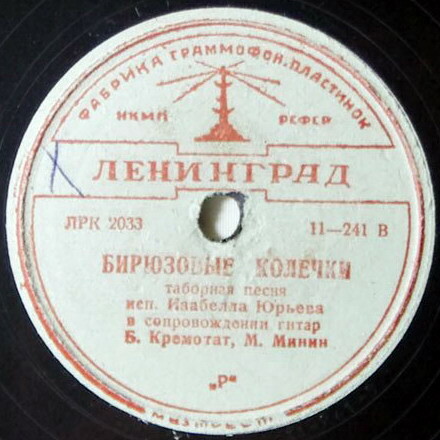 ФАБРИКА ГРАММОФОН. ПЛАСТИНОК
НКМП РСФСР
ЛЕНИНГРАД
ЛРК 2033 11—241 В
БИРЮЗОВЫЕ КОЛЕЧКИ
таборная песня
исп. Изабелла Юрьева
в сопровождении гитар
Б. Кремотат, М. Минин
„Р“